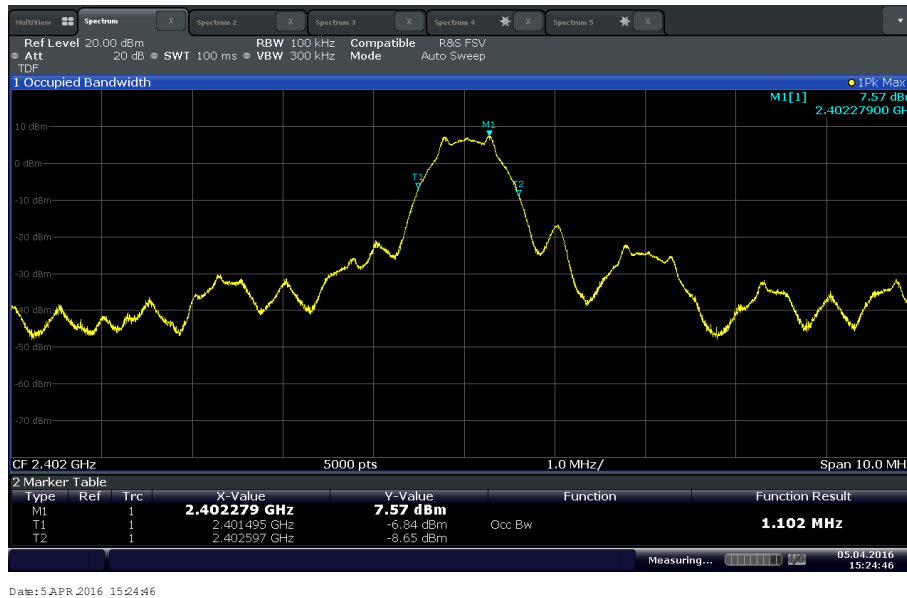 MultiView Spectrum X Spectrum 2 X Spectrum 3 X Spectrum 4 X Spectrum 5 X
Ref Level 20.00 dBm RBW 100 kHz Compatible R&S FSV
Att 20 dB SWT 100 ms VBW 300 kHz Mode Auto Sweep
TDF
1 Occupied Bandwidth 1Pk Max
M1[1] 7.57 dB
2.40227900 GH
M1
10 dBm
0 dBm
T1
T2
-10 dBm
-20 dBm
-30 dBm
-40 dBm
-50 dBm
-60 dBm
-70 dBm
CF 2.402 GHz 5000 pts 1.0 MHz/ Span 10.0 MH
2 Marker Table
Type Ref Trc X-Value Y-Value Function Function Result
M1 1 2.402279 GHz 7.57 dBm
T1 1 2.401495 GHz -6.84 dBm Occ Bw 1.102 MHz
T2 1 2.402597 GHz -8.65 dBm
Measuring... 05.04.2016
15:24:46
Date: 5.APR.2016 15:24:46